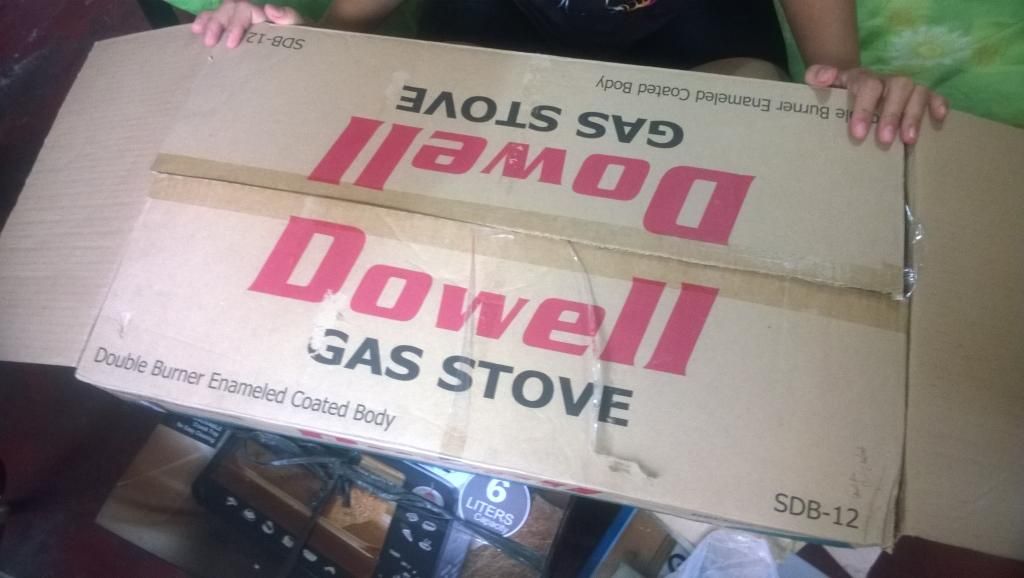 SDB-12
Double Burner Enameled Coated Body
GAS STOVE
Dowell
Dowell
GAS STOVE
Double Burner Enameled Coated Body
SDB-12
6
LITERS
Capacity